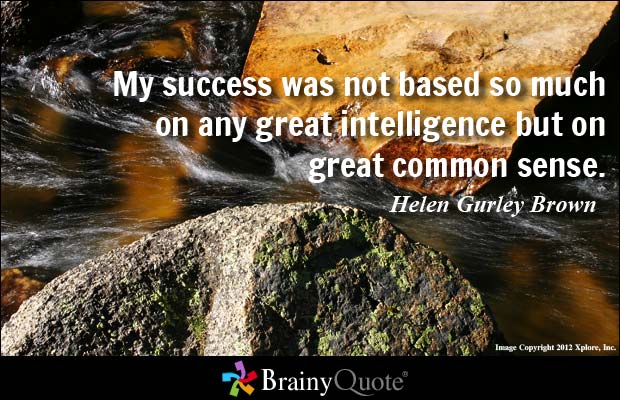 My success was not based so much
on any great intelligence but on
great common sense.
Helen Gurley Brown
Image Copyright 2012 Xplore, Inc.
BrainyQuote®